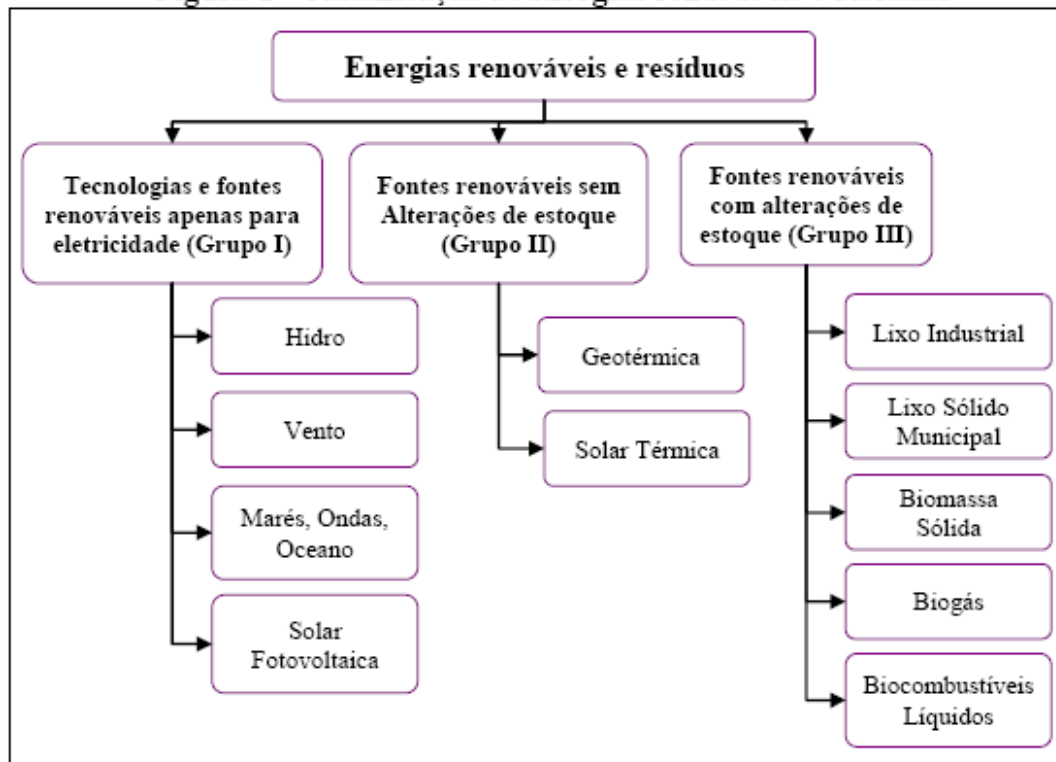 Energias renováveis e resíduos
Tecnologias e fontes
renováveis apenas para
eletricidade (Grupo I)
Hidro
Vento
Marés, Ondas,
Oceano
Solar
Fotovoltaica
Fontes renováveis sem
Alterações de estoque
(Grupo II)
Geotérmica
Solar Térmica
Fontes renováveis
com alterações de
estoque (Grupo III)
Lixo Industrial
Lixo Sólido
Municipal
Biomassa
Sólida
Biogás
Biocombustíveis
Líquidos